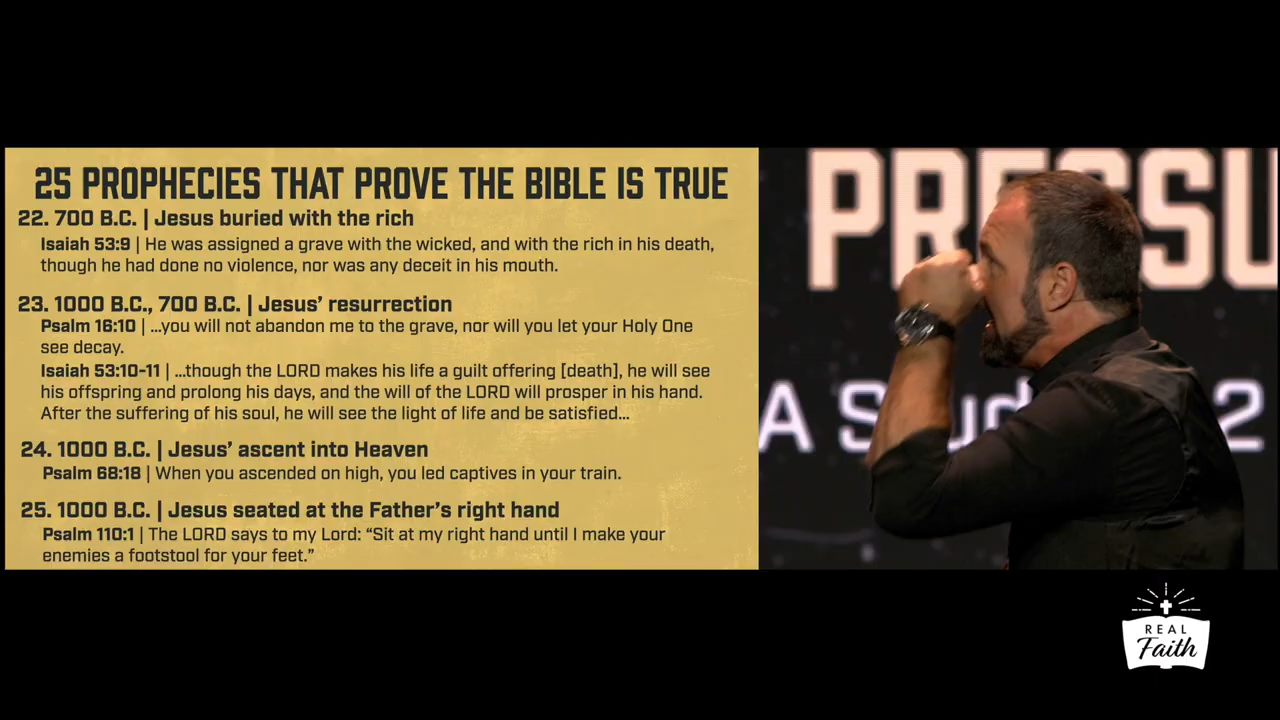 25 PROPHECIES THAT PROVE THE BIBLE IS TRUE
22. 700 B.C. | Jesus buried with the rich
Isaiah 53:9 | He was assigned a grave with the wicked, and with the rich in his death,
though he had done no violence, nor was any deceit in his mouth.
23. 1000 B.C., 700 B.C. | Jesus’ resurrection
Psalm 16:10 | ...you will not abandon me to the grave, nor will you let your Holy One
see decay.
Isaiah 53:10-11 | ...though the LORD makes his life a guilt offering [death], he will see
his offspring and prolong his days, and the will of the LORD will prosper in his hand.
After the suffering of his soul, he will see the light of life and be satisfied...
24. 1000 B.C. | Jesus’ ascent into Heaven
Psalm 68:18 | When you ascended on high, you led captives in your train.
25. 1000 B.C. | Jesus seated at the Father’s right hand
Psalm 110:1 | The LORD says to my Lord: “Sit at my right hand until I make your
enemies a footstool for your feet.”
A 2
REAL
Faith